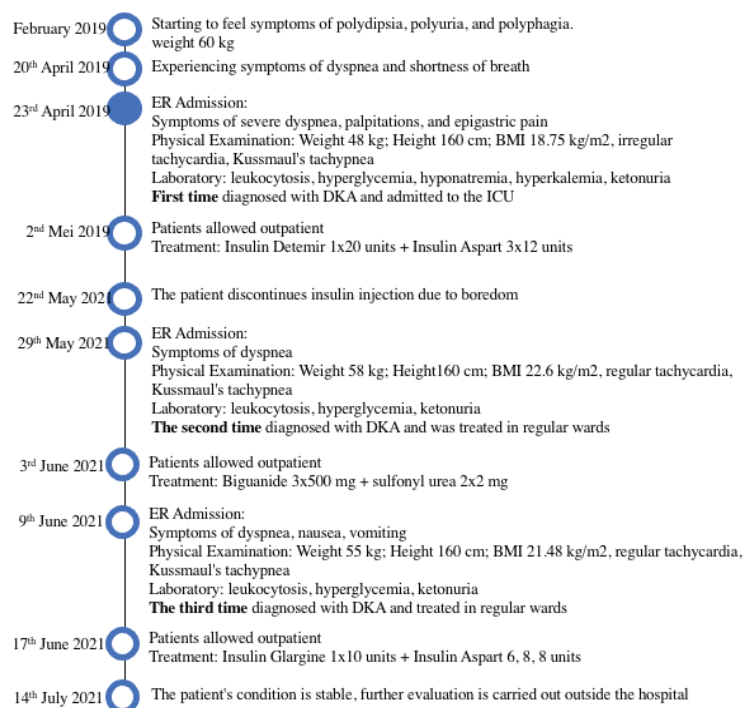 February 2019
Starting to feel symptoms of polydipsia, polyuria, and polyphagia.
weight 60 kg
20th April 2019
Experiencing symptoms of dyspnea and shortness of breath
23rd April 2019
ER Admission:
Symptoms of severe dyspnea, palpitations, and epigastric pain
Physical Examination: Weight 48 kg; Height 160 cm; BMI 18.75 kg/m2, irregular
tachycardia, Kussmaul's tachypnea
Laboratory: leukocytosis, hyperglycemia, hyponatremia, hyperkalemia, ketonuria
First time diagnosed with DKA and admitted to the ICU
2nd Mei 2019
Patients allowed outpatient
Treatment: Insulin Detemir 1x20 units + Insulin Aspart 3x12 units
22nd May 2021
The patient discontinues insulin injection due to boredom
29th May 2021
ER Admission:
Symptoms of dyspnea
Physical Examination: Weight 58 kg; Height160 cm; BMI 22.6 kg/m2, regular tachycardia,
Kussmaul's tachypnea
Laboratory: leukocytosis, hyperglycemia, ketonuria
The second time diagnosed with DKA and was treated in regular wards
3rd June 2021
Patients allowed outpatient
Treatment: Biguanide 3x500 mg + sulfonyl urea 2x2 mg
9th June 2021
ER Admission:
Symptoms of dyspnea, nausea, vomiting
Physical Examination: Weight 55 kg; Height 160 cm; BMI 21.48 kg/m2, regular tachycardia,
Kussmaul's tachypnea
Laboratory: leukocytosis, hyperglycemia, ketonuria
The third time diagnosed with DKA and treated in regular wards
17th June 2021
Patients allowed outpatient
Treatment: Insulin Glargine 1x10 units + Insulin Aspart 6, 8, 8 units
14th July 2021
The patient's condition is stable, further evaluation is carried out outside the hospital